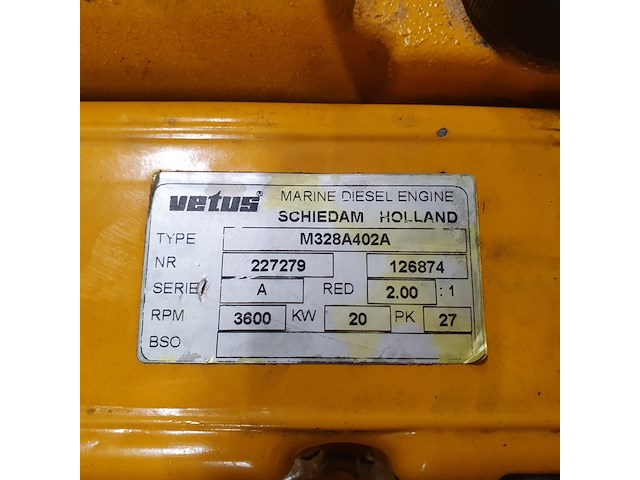 vetus® MARINE DIESEL ENGINE
SCHIEDAM HOLLAND
TYPE M328A402A
NR 227279 126874
SERIE A RED 2.00 : 1
RPM 3600 KW 20 PK 27
BSO